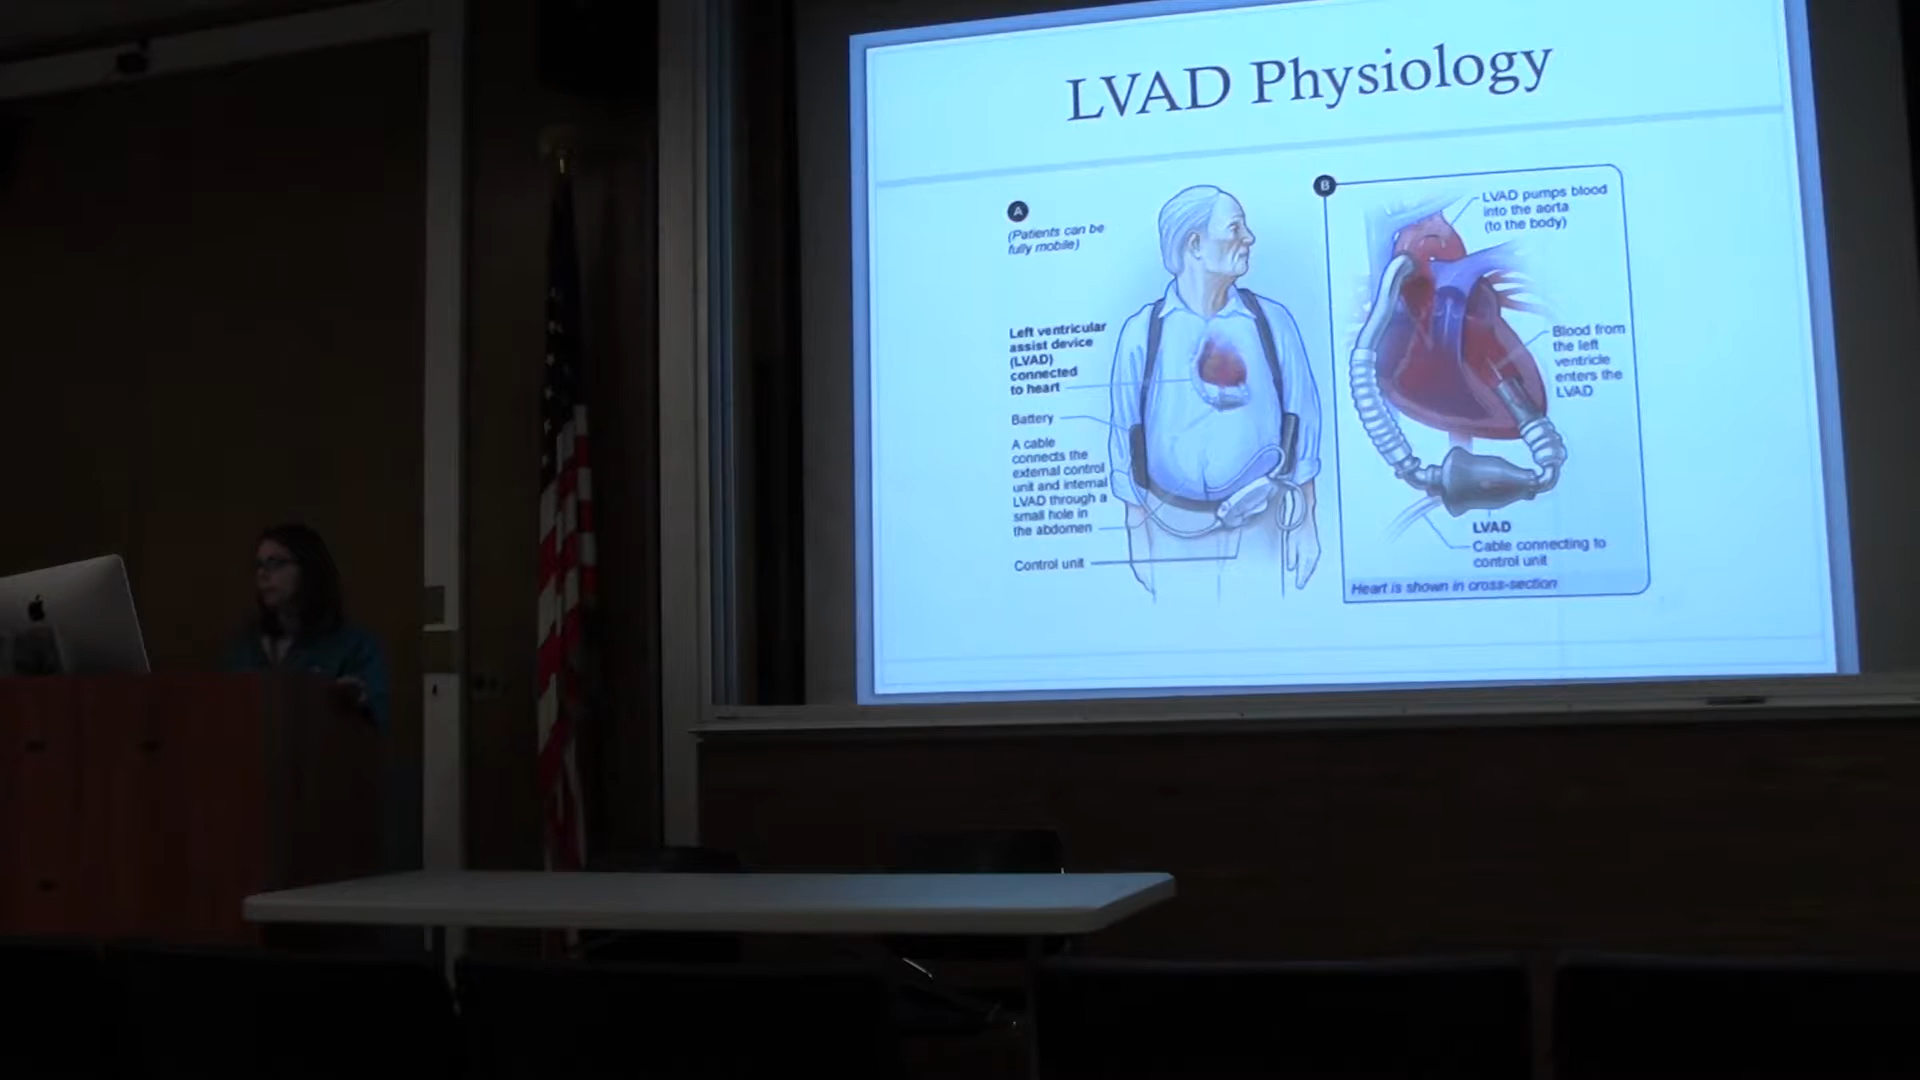 LVAD Physiology
A
(Patients can be
fully mobile)
Left ventricular
assist device
(LVAD)
connected
to heart
Battery
A cable
connects the
external control
unit and internal
LVAD through a
small hole in
the abdomen
Control unit
B
LVAD pumps blood
into the aorta
(to the body)
Blood from
the left
ventricle
enters the
LVAD
LVAD
Cable connecting to
control unit
Heart is shown in cross-section